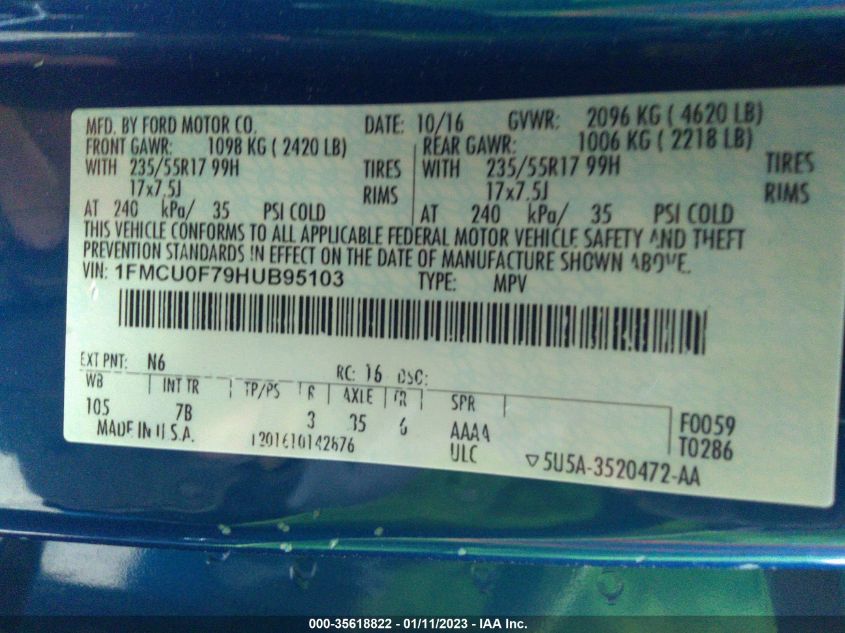 MFD. BY FORD MOTOR CO. DATE: 10/16 GVWR: 2096 KG ( 4620 LB)
FRONT GAWR: 1098 KG ( 2420 LB) REAR GAWR: 1006 KG ( 2218 LB)
WITH 235/55R17 99H TIRES WITH 235/55R17 99H TIRES
17x7.5J RIMS 17x7.5J RIMS
AT 240 kPa/ 35 PSI COLD AT 240 kPa/ 35 PSI COLD
THIS VEHICLE CONFORMS TO ALL APPLICABLE FEDERAL MOTOR VEHICLE SAFETY AND THEFT
PREVENTION STANDARDS IN EFFECT ON THE DATE OF MANUFACTURE SHOWN ABOVE.
VIN: 1FMCU0F79HUB95103 TYPE: MPV
EXT PNT: N6 RC: 16 DSO:
WB INT TR TP/PS R AXLE TR SPR
105 7B 3 35 6 AAAA F0059
MADE IN U.S.A. ULC T0286
▽5U5A-3520472-AA
000-35618822 - 01/11/2023 - IAA Inc.